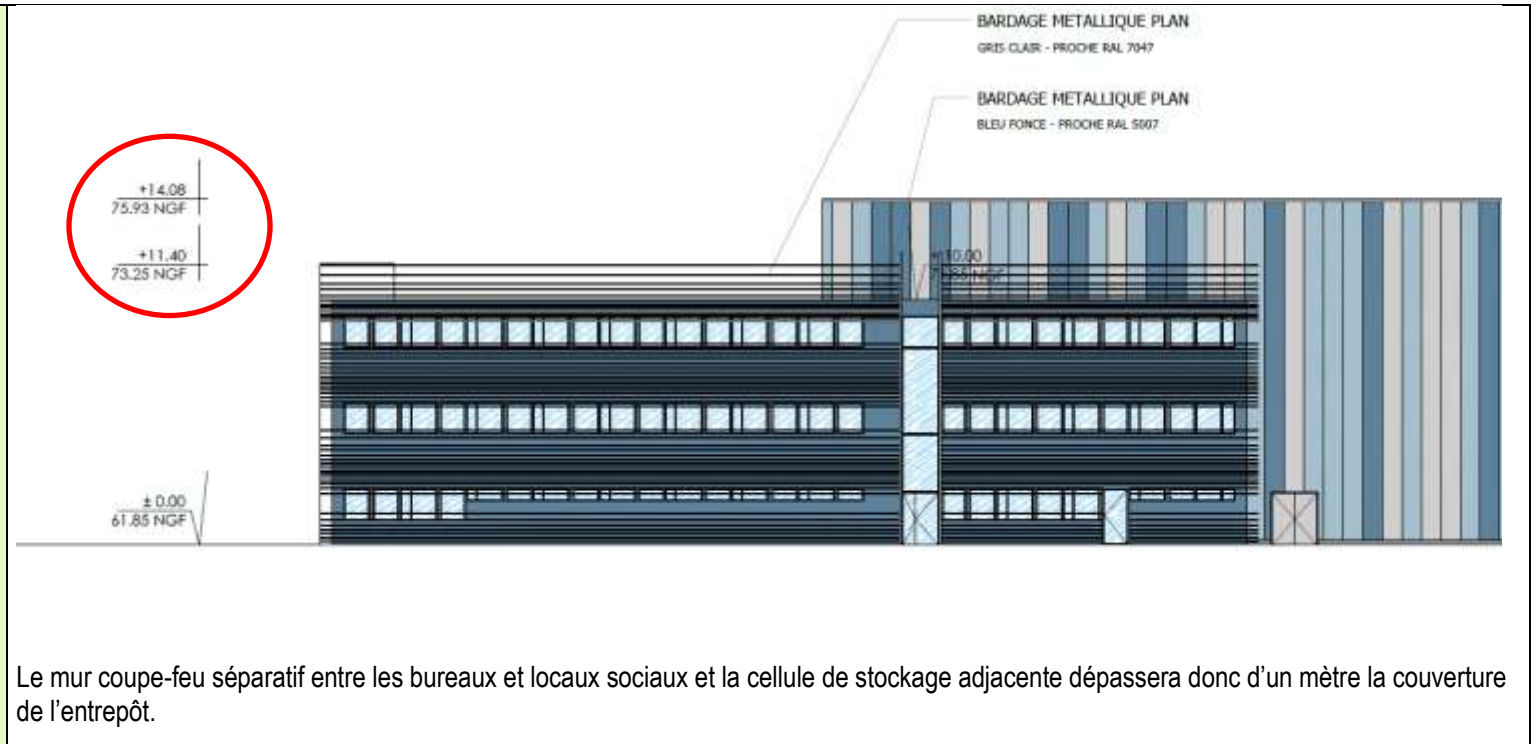 BARDAGE METALLIQUE PLAN
GRIS CLAIR - PROCHE RAL 7047
BARDAGE METALLIQUE PLAN
BLEU FONCE - PROCHE RAL 5007
+14.08
75.93 NGF
+11.40
73.25 NGF
+10.00
NGF
± 0.00
61.85 NGF
Le mur coupe-feu séparatif entre les bureaux et locaux sociaux et la cellule de stockage adjacente dépassera donc d’un mètre la couverture
de l’entrepôt.